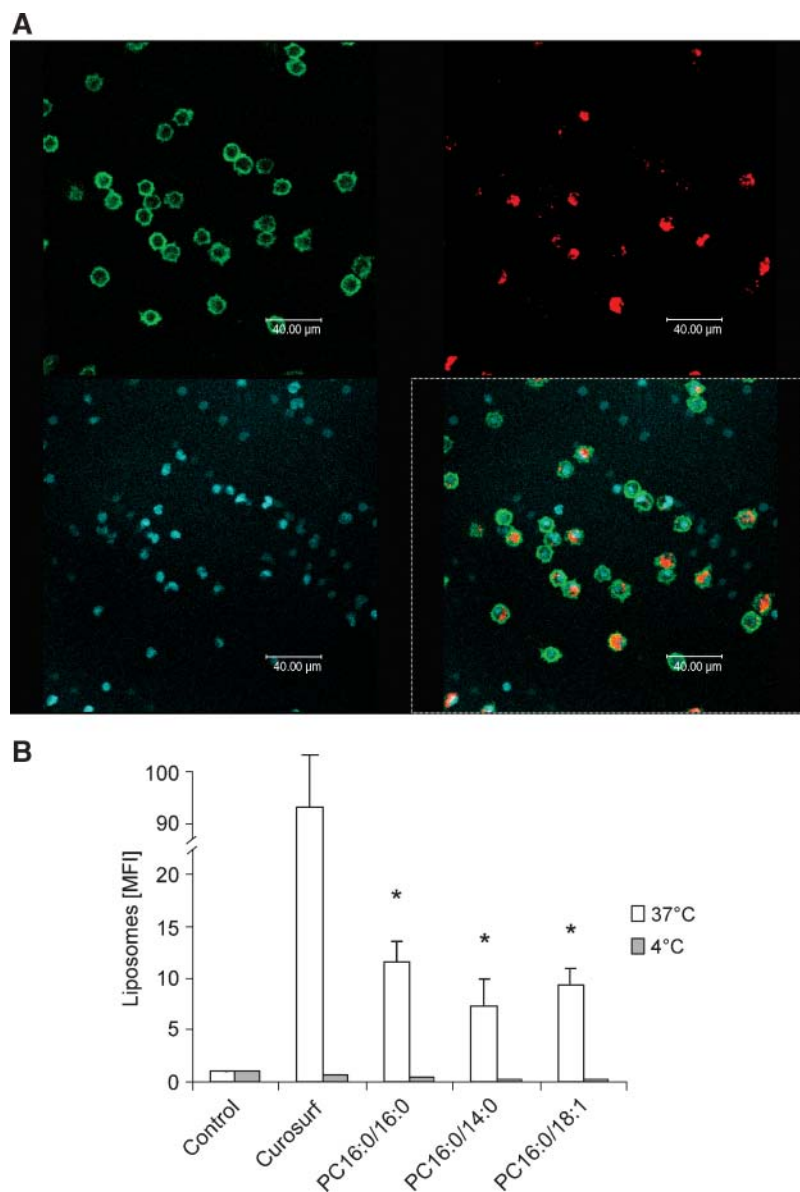 A
40.00 µm
40.00 µm
40.00 µm
40.00 µm
B
100
90
20
15
10
5
0
Liposomes [MFI]
*
*
*
37°C
4°C
Control
Curosurf
PC16:0/16:0
PC16:0/14:0
PC16:0/18:1